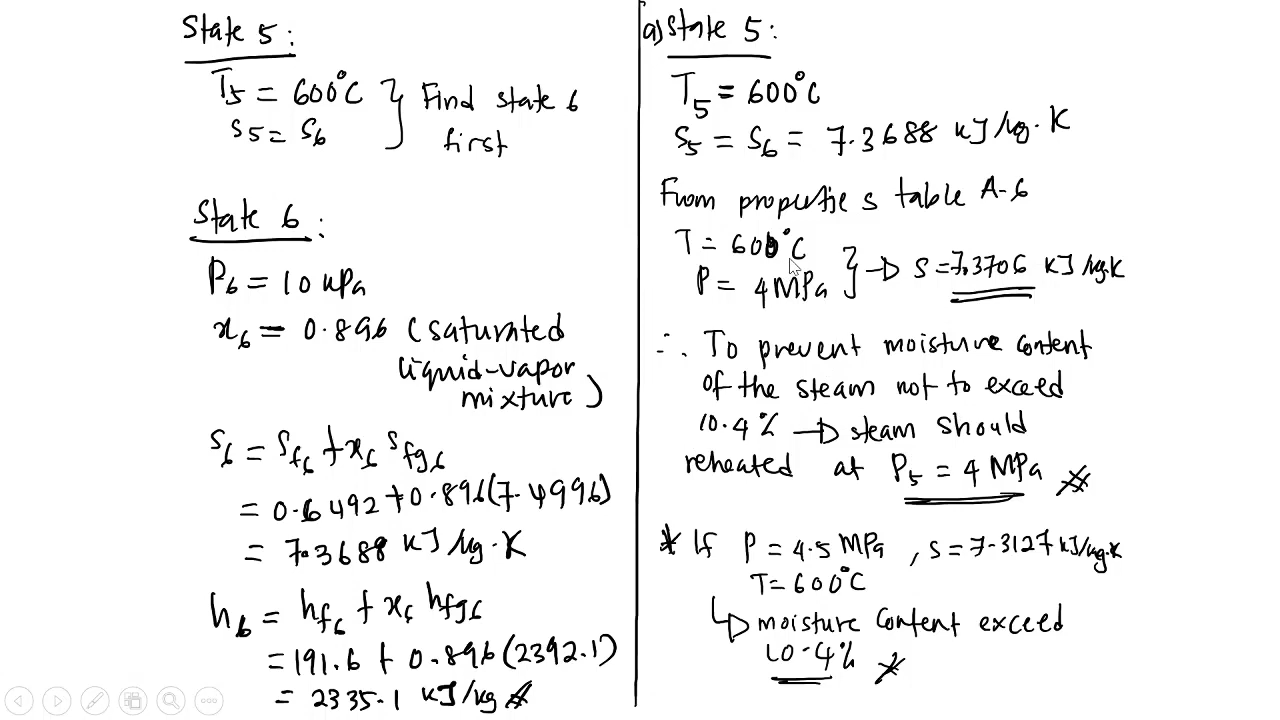 State 5:
T5 = 600°C
s5 = s6
} Find state 6
first
State 6:
P6 = 10 kPa
x6 = 0.896 (saturated
liquid-vapor
mixture)
s6 = sf6 + x6 sfg6
= 0.6492 + 0.896(7.4996)
= 7.3688 kJ/kg.K
h6 = hf6 + x6 hfg6
= 191.6 + 0.896(2392.1)
= 2335.1 kJ/kg
a) State 5:
T5 = 600°C
s5 = s6 = 7.3688 kJ/kg.K
From properties table A-6
T = 600°C
P = 4 MPa
} → s = 7.3706 kJ/kg.K
∴ To prevent moisture content
of the steam not to exceed
10.4% → steam should
reheated at P5 = 4 MPa
* If P = 4.5 MPa, s = 7.3127 kJ/kg.K
T = 600°C
↳ moisture content exceed
10.4%